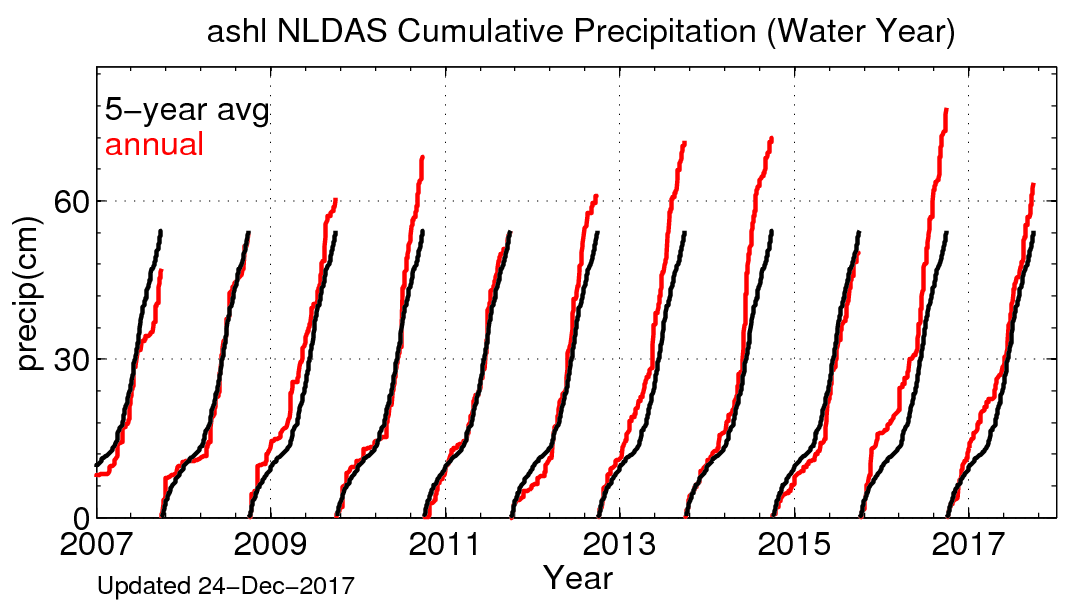 ashl NLDAS Cumulative Precipitation (Water Year)
5−year avg
annual
precip(cm)
60
30
0
2007 2009 2011 2013 2015 2017
Year
Updated 24−Dec−2017